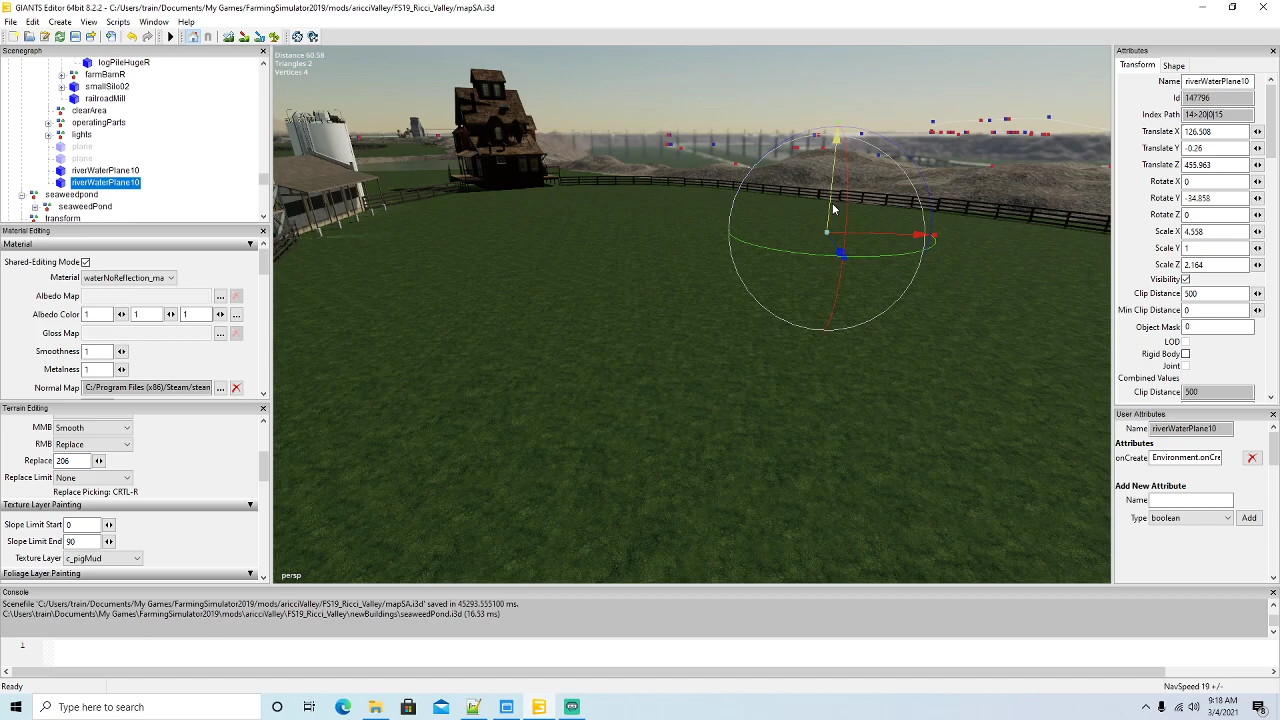 GIANTS Editor 64bit 8.2.2 - C:/Users/train/Documents/My Games/FarmingSimulator2019/mods/aricciValley/FS19_Ricci_Valley/mapSA.i3d
File Edit Create View Scripts Window Help
Scenegraph
logPileHugeR
farmBarnR
smallSilo02
railroadMill
clearArea
operatingParts
lights
plane
plane
riverWaterPlane10
riverWaterPlane10
seaweedpond
seaweedPond
transform
Material Editing
Material
Shared-Editing Mode
Material waterNoReflection_ma
Albedo Map ...
Albedo Color 1 1 1 ...
Gloss Map ...
Smoothness 1
Metalness 1
Normal Map C:/Program Files (x86)/Steam/stean ...
Terrain Editing
MMB Smooth
RMB Replace
Replace 206
Replace Limit None
Replace Picking: CRTL-R
Texture Layer Painting
Slope Limit Start 0
Slope Limit End 90
Texture Layer c_pigMud
Foliage Layer Painting
Distance 60.58
Triangles 2
Vertices 4
persp
Attributes
Transform Shape
Name riverWaterPlane10
Id 147796
Index Path 14>20|0|15
Translate X 126.508
Translate Y -0.26
Translate Z 455.963
Rotate X 0
Rotate Y -34.858
Rotate Z 0
Scale X 4.558
Scale Y 1
Scale Z 2.164
Visibility
Clip Distance 500
Min Clip Distance 0
Object Mask 0
LOD
Rigid Body
Joint
Combined Values
Clip Distance 500
User Attributes
Name riverWaterPlane10
Attributes
onCreate Environment.onCre
Add New Attribute
Name
Type boolean Add
Console
Scenefile 'C:/Users/train/Documents/My Games/FarmingSimulator2019/mods/aricciValley/FS19_Ricci_Valley/mapSA.i3d' saved in 45293.555100 ms.
C:\Users\train\Documents\My Games\FarmingSimulator2019\mods\aricciValley\FS19_Ricci_Valley\newBuildings\seaweedPond.i3d (16.53 ms)
1
Ready
NavSpeed 19 +/-
Type here to search
9:18 AM
3/4/2021